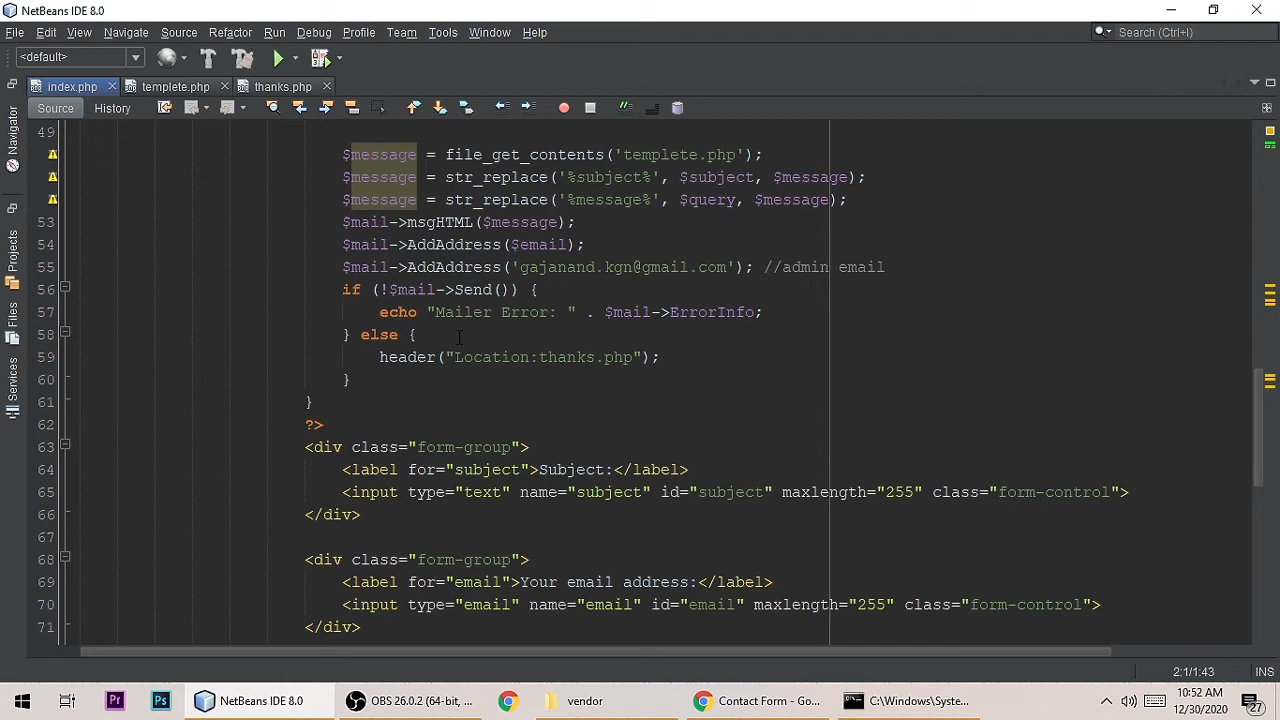 NetBeans IDE 8.0
File Edit View Navigate Source Refactor Run Debug Profile Team Tools Window Help
Search (Ctrl+I)
<default>
index.php templete.php thanks.php
Source History
Navigator
Projects
Files
Services
49
$message = file_get_contents('templete.php');
$message = str_replace('%subject%', $subject, $message);
$message = str_replace('%message%', $query, $message);
53 $mail->msgHTML($message);
54 $mail->AddAddress($email);
55 $mail->AddAddress('gajanand.kgn@gmail.com'); //admin email
56 if (!$mail->Send()) {
57 echo "Mailer Error: " . $mail->ErrorInfo;
58 } else {
59 header("Location:thanks.php");
60 }
61 }
62 ?>
63 <div class="form-group">
64 <label for="subject">Subject:</label>
65 <input type="text" name="subject" id="subject" maxlength="255" class="form-control">
66 </div>
67
68 <div class="form-group">
69 <label for="email">Your email address:</label>
70 <input type="email" name="email" id="email" maxlength="255" class="form-control">
71 </div>
2:1/1:43 INS
Pr Ps NetBeans IDE 8.0 OBS 26.0.2 (64-bit, ... vendor Contact Form - Go... C:\Windows\Syste...
10:52 AM
12/30/2020
27